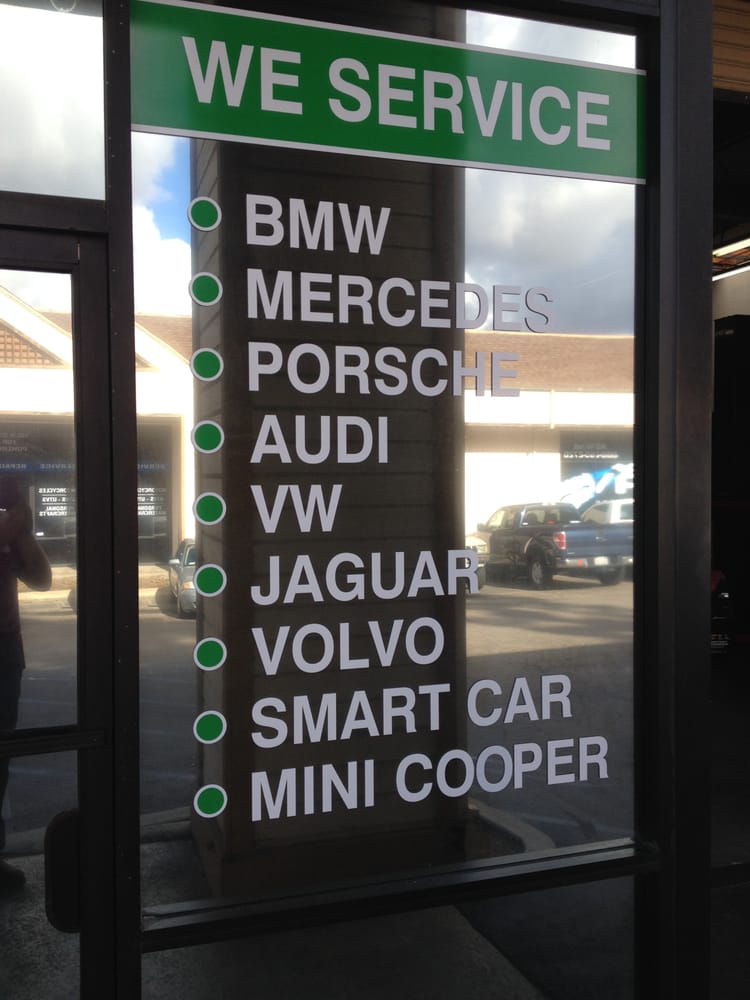 WE SERVICE
BMW
MERCEDES
PORSCHE
AUDI
VW
JAGUAR
VOLVO
SMART CAR
MINI COOPER